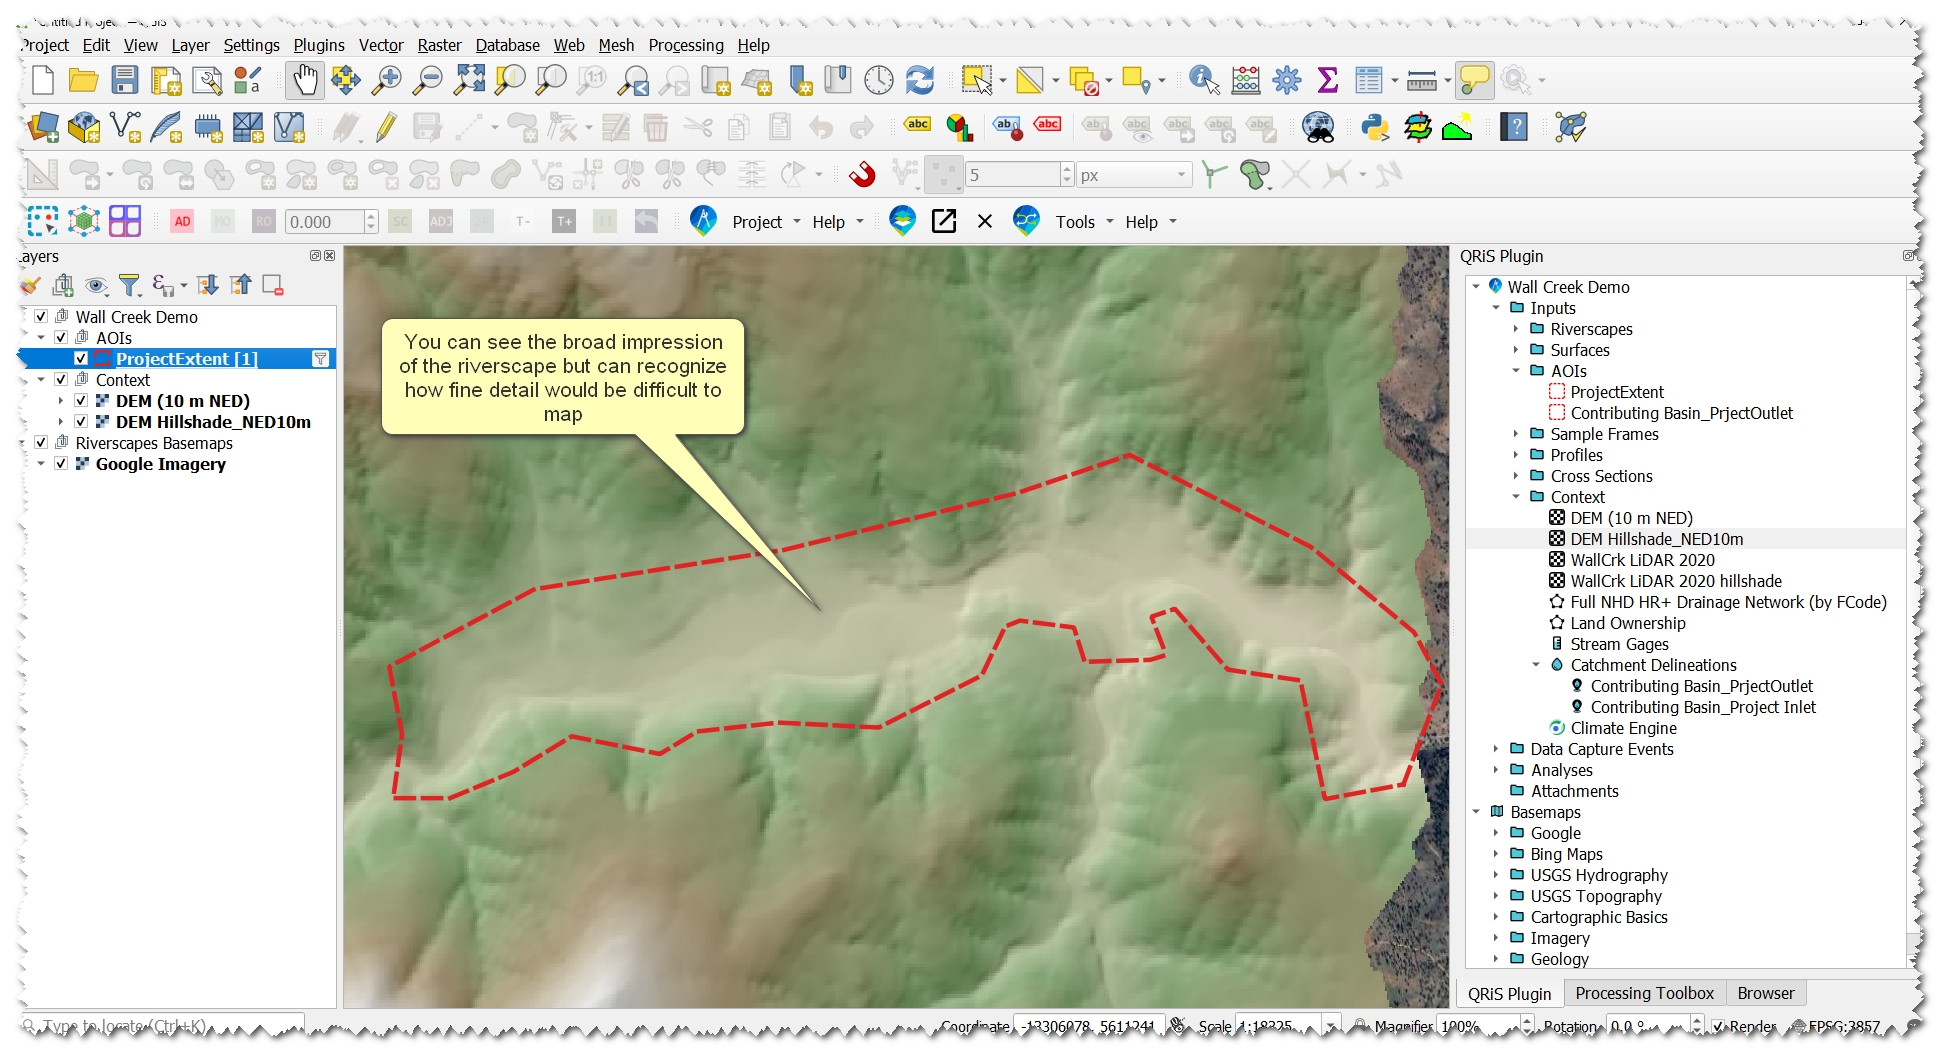 Project Edit View Layer Settings Plugins Vector Raster Database Web Mesh Processing Help
1:1
a
abc abc abc
5 px
AD MO RO 0.000 SC ADJ T- T+ Project Help Tools Help
Layers
Wall Creek Demo
AOIs
ProjectExtent [1]
Context
DEM (10 m NED)
DEM Hillshade_NED10m
Riverscapes Basemaps
Google Imagery
You can see the broad impression
of the riverscape but can recognize
how fine detail would be difficult to
map
QRiS Plugin
Wall Creek Demo
Inputs
Riverscapes
Surfaces
AOIs
ProjectExtent
Contributing Basin_PrjectOutlet
Sample Frames
Profiles
Cross Sections
Context
DEM (10 m NED)
DEM Hillshade_NED10m
WallCrk LiDAR 2020
WallCrk LiDAR 2020 hillshade
Full NHD HR+ Drainage Network (by FCode)
Land Ownership
Stream Gages
Catchment Delineations
Contributing Basin_PrjectOutlet
Contributing Basin_Project Inlet
Climate Engine
Data Capture Events
Analyses
Attachments
Basemaps
Google
Bing Maps
USGS Hydrography
USGS Topography
Cartographic Basics
Imagery
Geology
QRiS Plugin Processing Toolbox Browser
Type to locate (Ctrl+K) Coordinate Scale Magnifier 100% Rotation 0.0 ° Render EPSG:3857